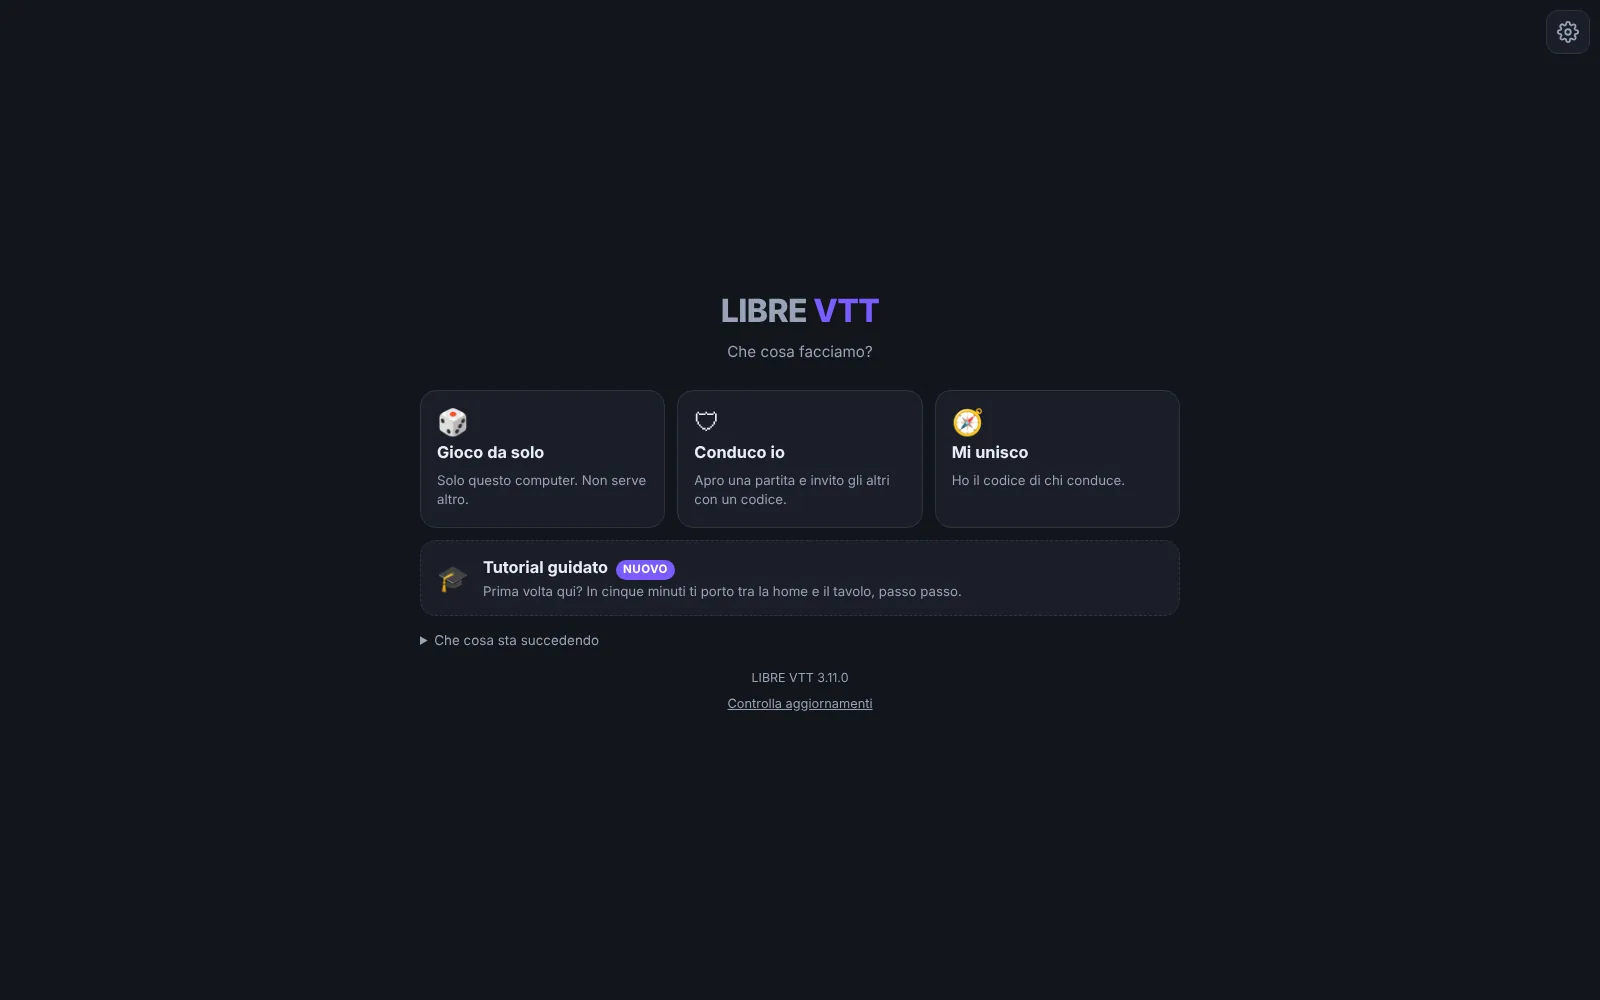 LIBRE VTT
Che cosa facciamo?
Gioco da solo
Solo questo computer. Non serve
altro.
Conduco io
Apro una partita e invito gli altri
con un codice.
Mi unisco
Ho il codice di chi conduce.
Tutorial guidato NUOVO
Prima volta qui? In cinque minuti ti porto tra la home e il tavolo, passo passo.
Che cosa sta succedendo
LIBRE VTT 3.11.0
Controlla aggiornamenti